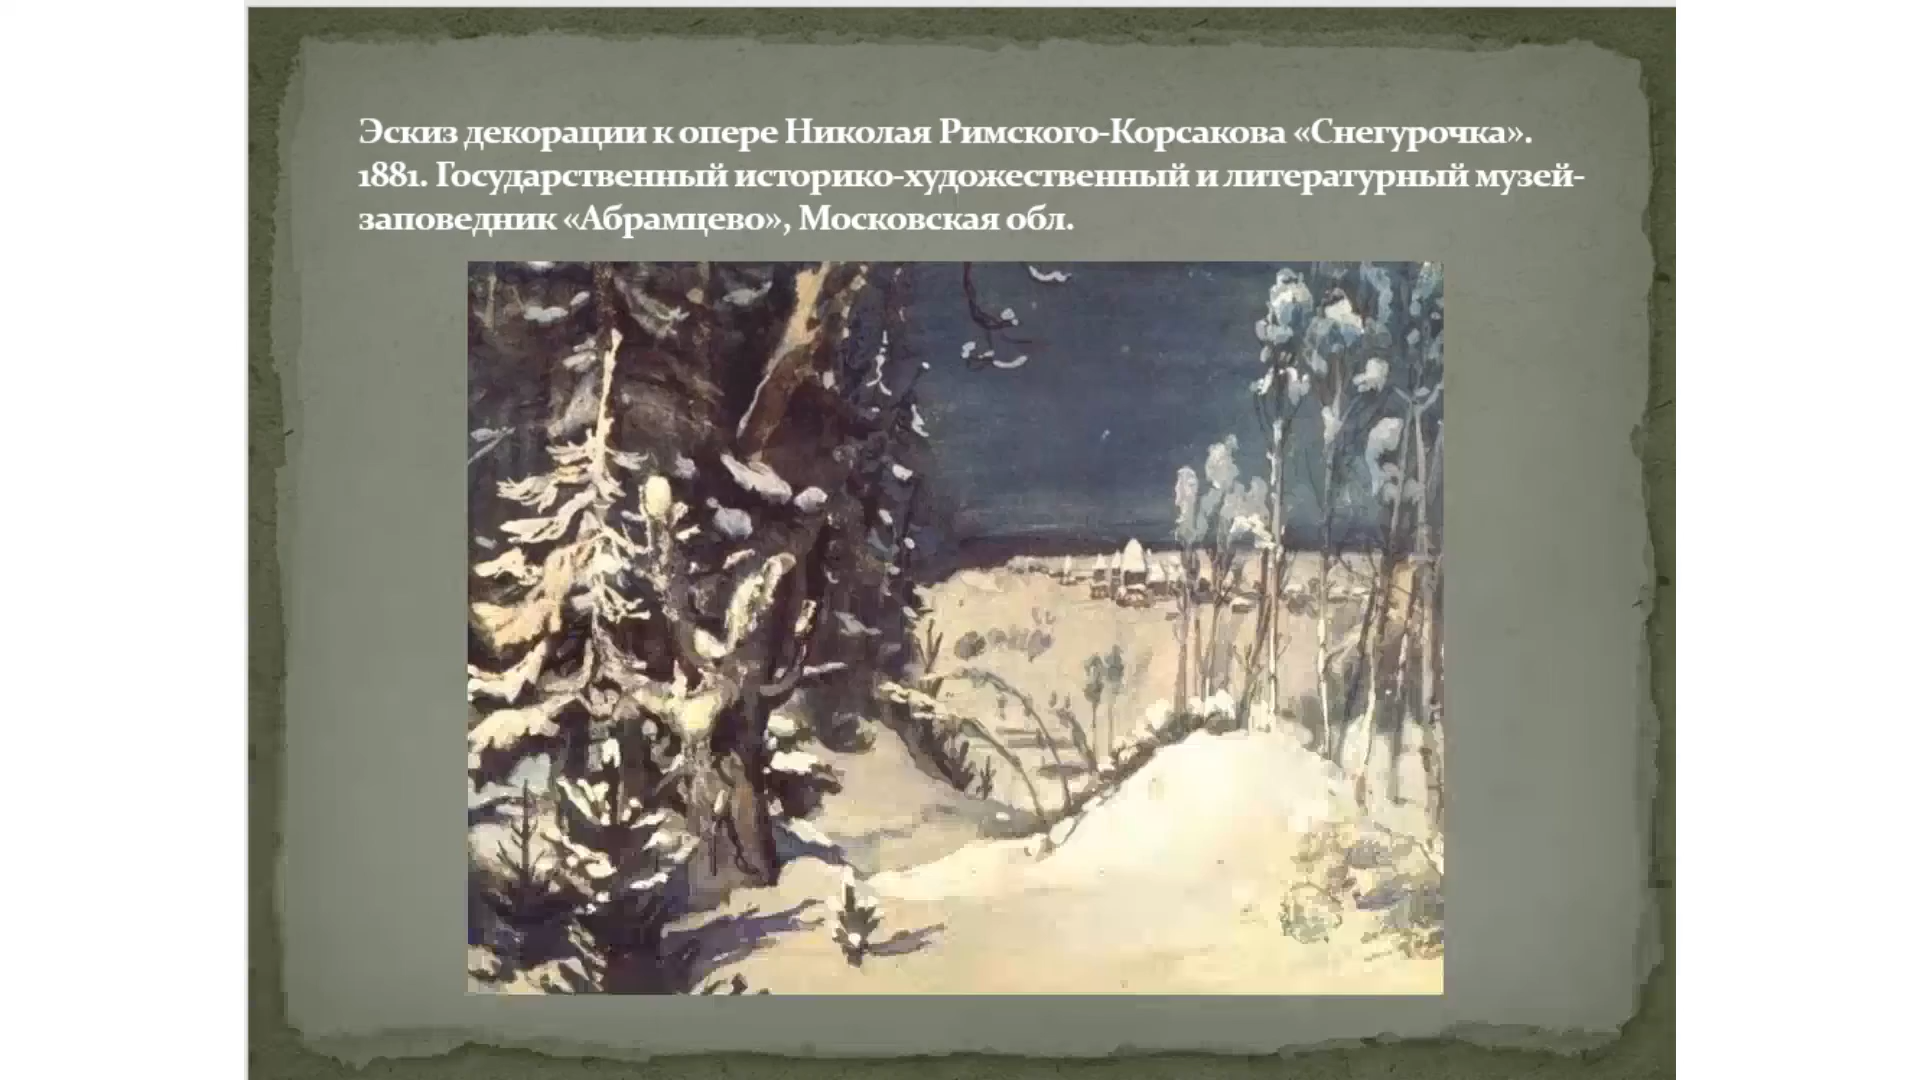 Эскиз декорации к опере Николая Римского-Корсакова «Снегурочка».
1881. Государственный историко-художественный и литературный музей-
заповедник «Абрамцево», Московская обл.